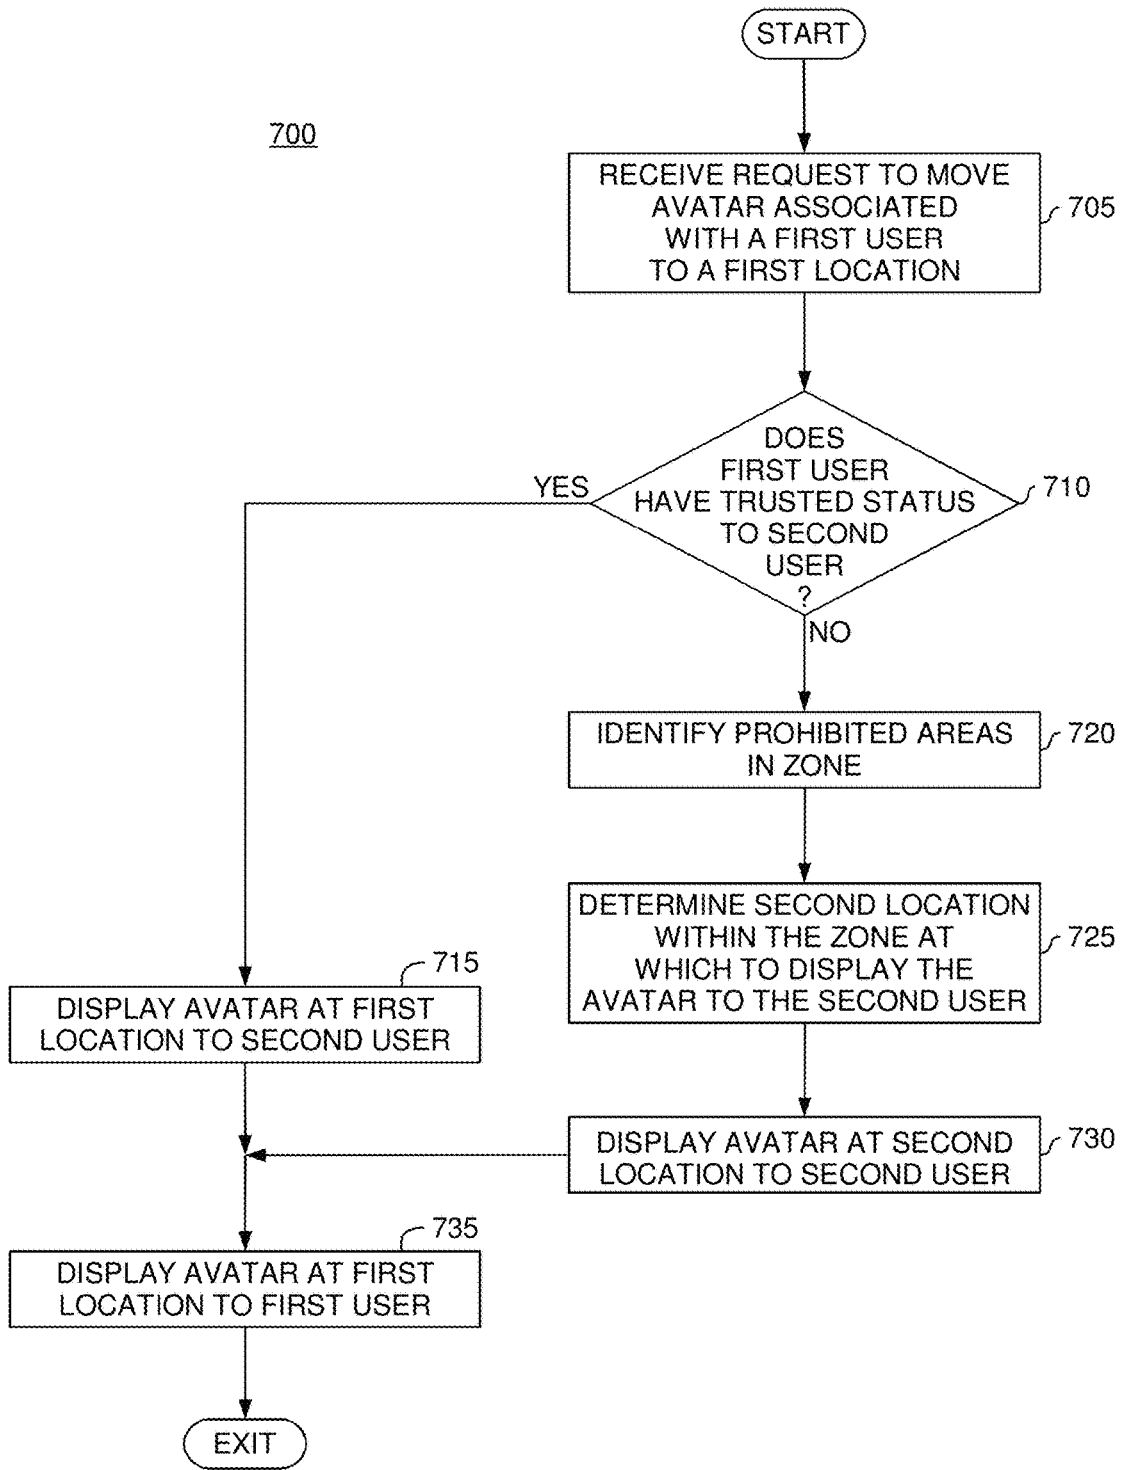 START
700
RECEIVE REQUEST TO MOVE
AVATAR ASSOCIATED
WITH A FIRST USER
TO A FIRST LOCATION
705
DOES
FIRST USER
HAVE TRUSTED STATUS
TO SECOND
USER
?
710
YES
NO
IDENTIFY PROHIBITED AREAS
IN ZONE
720
DETERMINE SECOND LOCATION
WITHIN THE ZONE AT
WHICH TO DISPLAY THE
AVATAR TO THE SECOND USER
725
715
DISPLAY AVATAR AT FIRST
LOCATION TO SECOND USER
DISPLAY AVATAR AT SECOND
LOCATION TO SECOND USER
730
735
DISPLAY AVATAR AT FIRST
LOCATION TO FIRST USER
EXIT